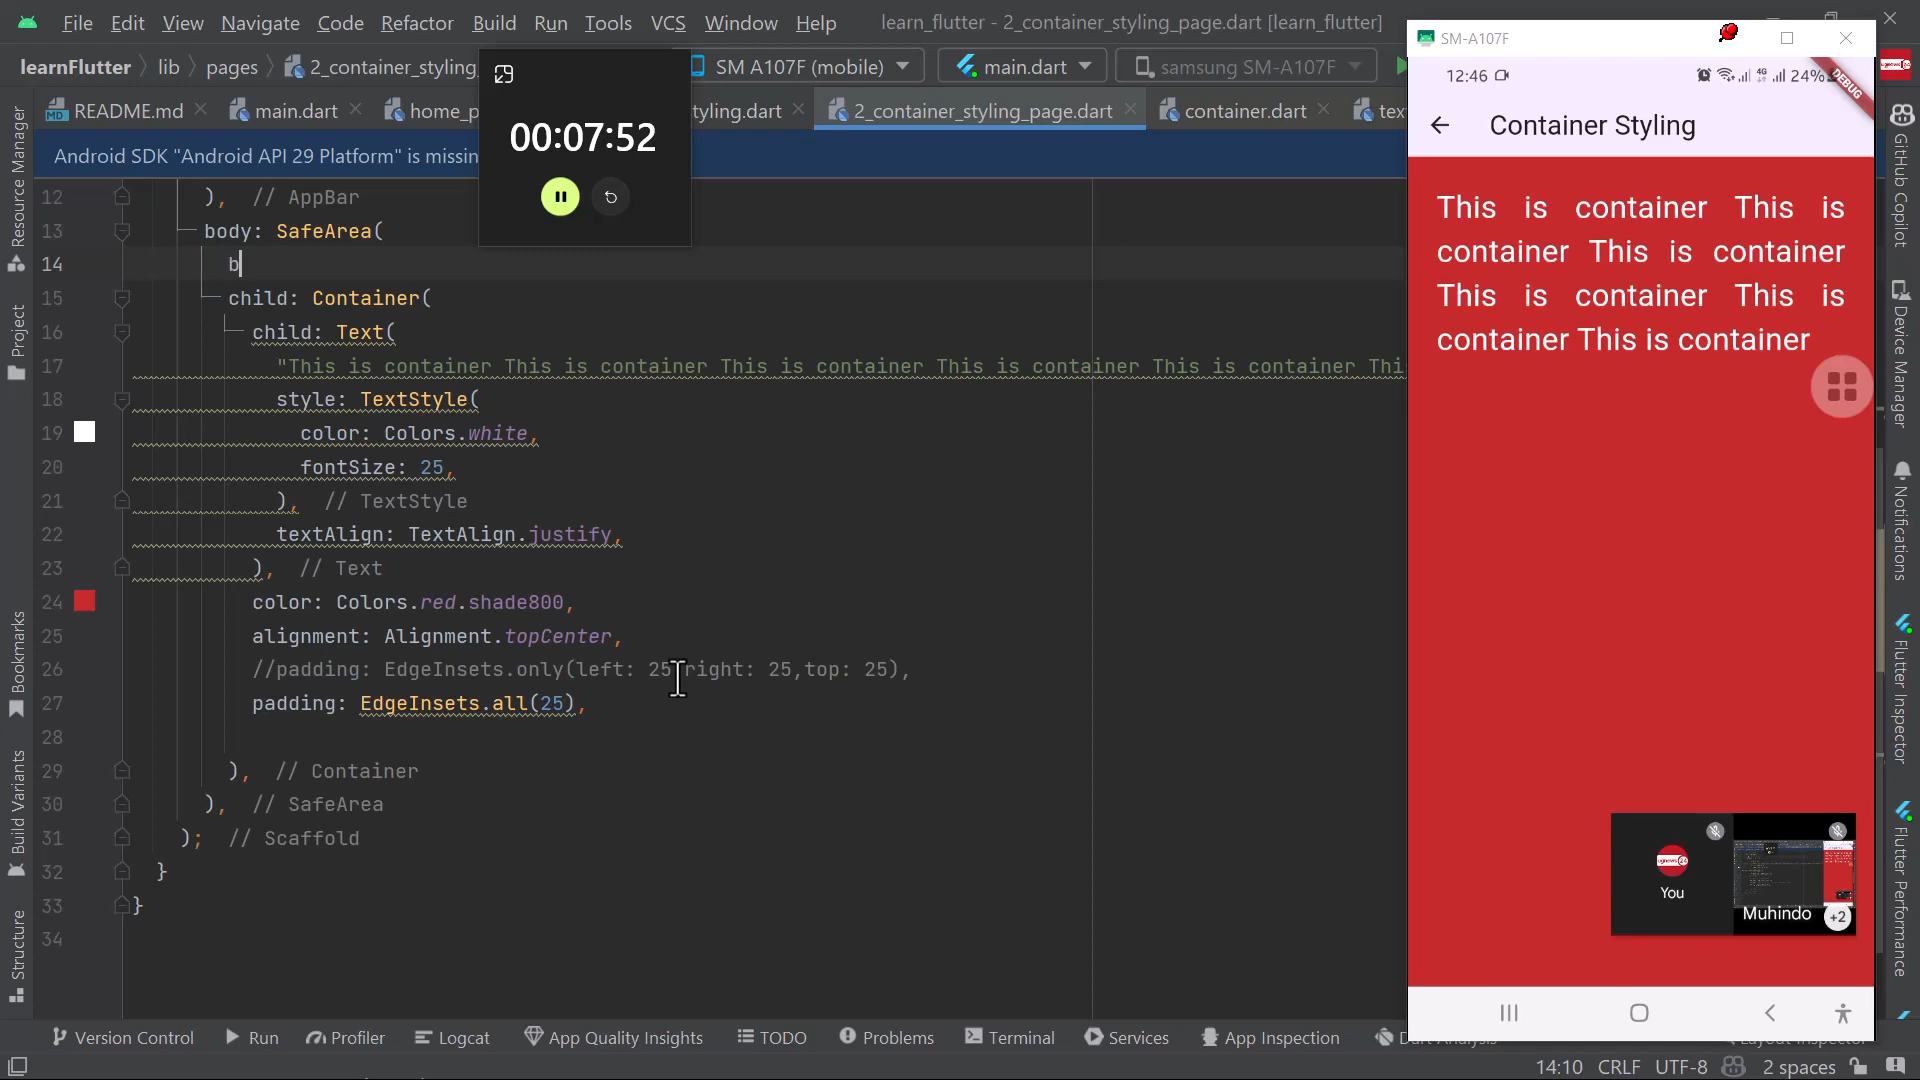 File Edit View Navigate Code Refactor Build Run Tools VCS Window Help learn_flutter - 2_container_styling_page.dart [learn_flutter]
learnFlutter lib pages 2_container_styling SM A107F (mobile) main.dart samsung SM-A107F
README.md main.dart home_p yling.dart 2_container_styling_page.dart container.dart tex
Android SDK "Android API 29 Platform" is missin
00:07:52
12 ), // AppBar
13 body: SafeArea(
14 b
15 child: Container(
16 child: Text(
17 "This is container This is container This is container This is container This is container Thi
18 style: TextStyle(
19 color: Colors.white,
20 fontSize: 25,
21 ), // TextStyle
22 textAlign: TextAlign.justify,
23 ), // Text
24 color: Colors.red.shade800,
25 alignment: Alignment.topCenter,
26 //padding: EdgeInsets.only(left: 25 right: 25,top: 25),
27 padding: EdgeInsets.all(25),
28
29 ), // Container
30 ), // SafeArea
31 ); // Scaffold
32 }
33 }
34
SM-A107F
12:46 4G 24%
DEBUG
Container Styling
This is container This is
container This is container
This is container This is
container This is container
You
Muhindo +2
Resource Manager
Project
Bookmarks
Build Variants
Structure
GitHub Copilot
Device Manager
Notifications
Flutter Inspector
Flutter Performance
Version Control Run Profiler Logcat App Quality Insights TODO Problems Terminal Services App Inspection
14:10 CRLF UTF-8 2 spaces